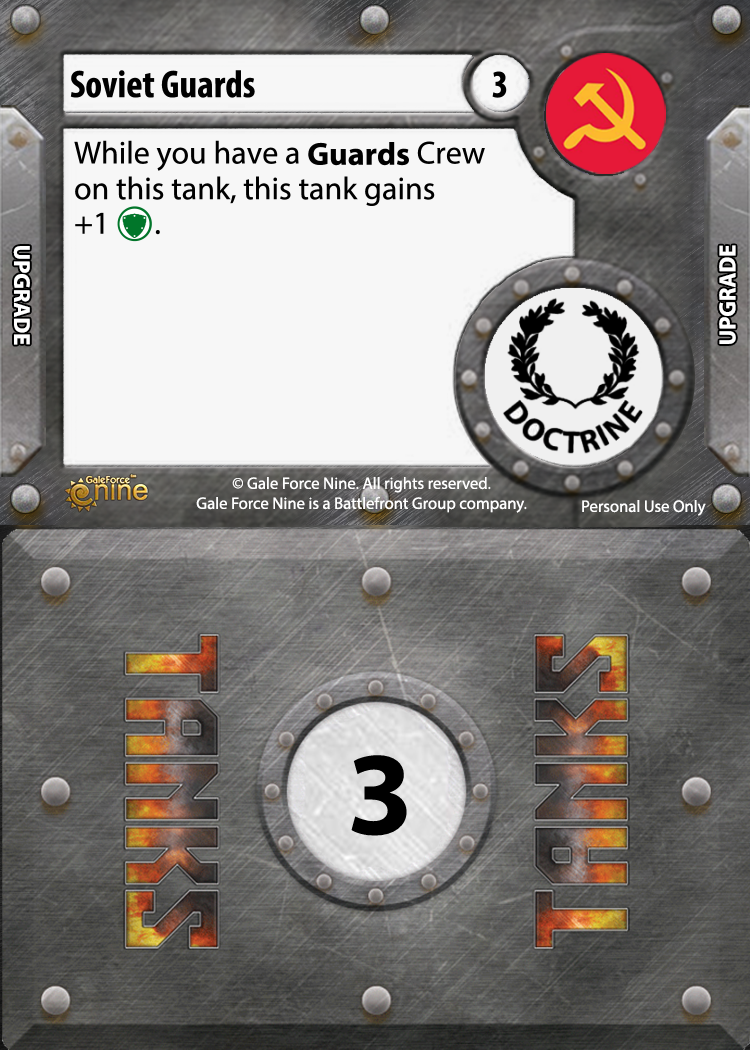 Soviet Guards
3
While you have a Guards Crew
on this tank, this tank gains
+1 .
UPGRADE
UPGRADE
DOCTRINE
GaleForce™
nine
© Gale Force Nine. All rights reserved.
Gale Force Nine is a Battlefront Group company.
Personal Use Only
TANKS
3
TANKS